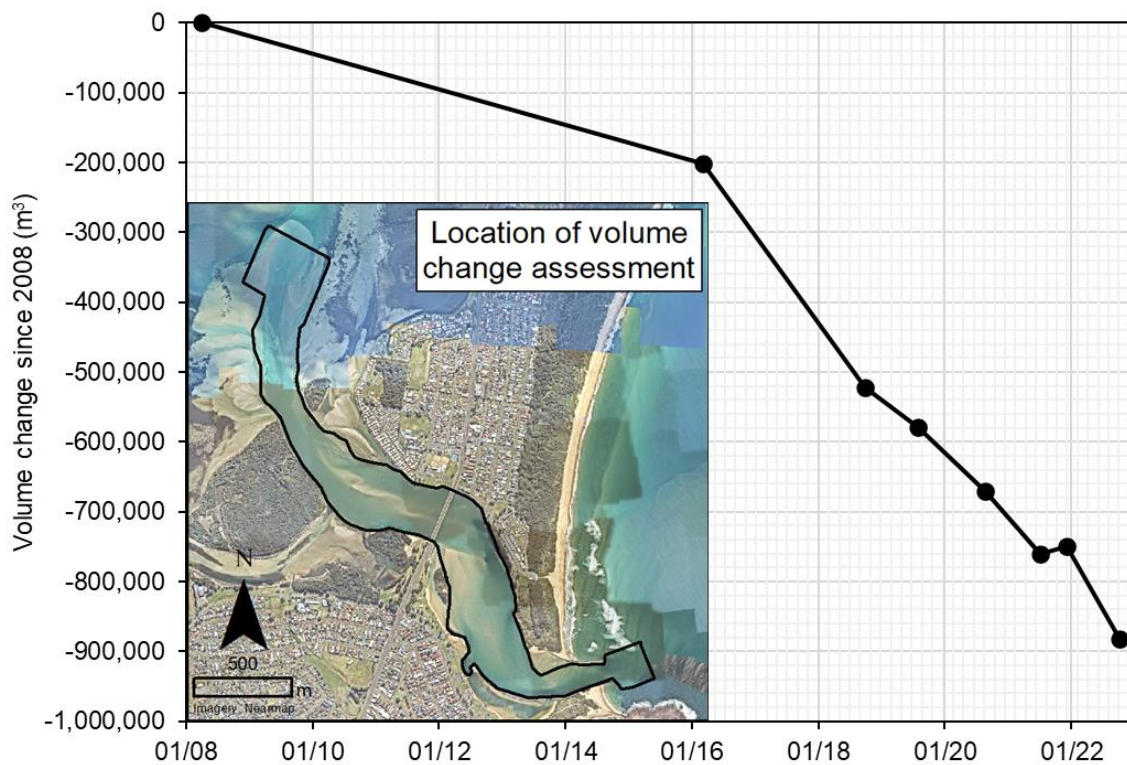 0
-100,000
-200,000
-300,000
-400,000
-500,000
-600,000
-700,000
-800,000
-900,000
-1,000,000
Volume change since 2008 (m³)
Location of volume
change assessment
N
500
m
Imagery Nearmap
01/08 01/10 01/12 01/14 01/16 01/18 01/20 01/22